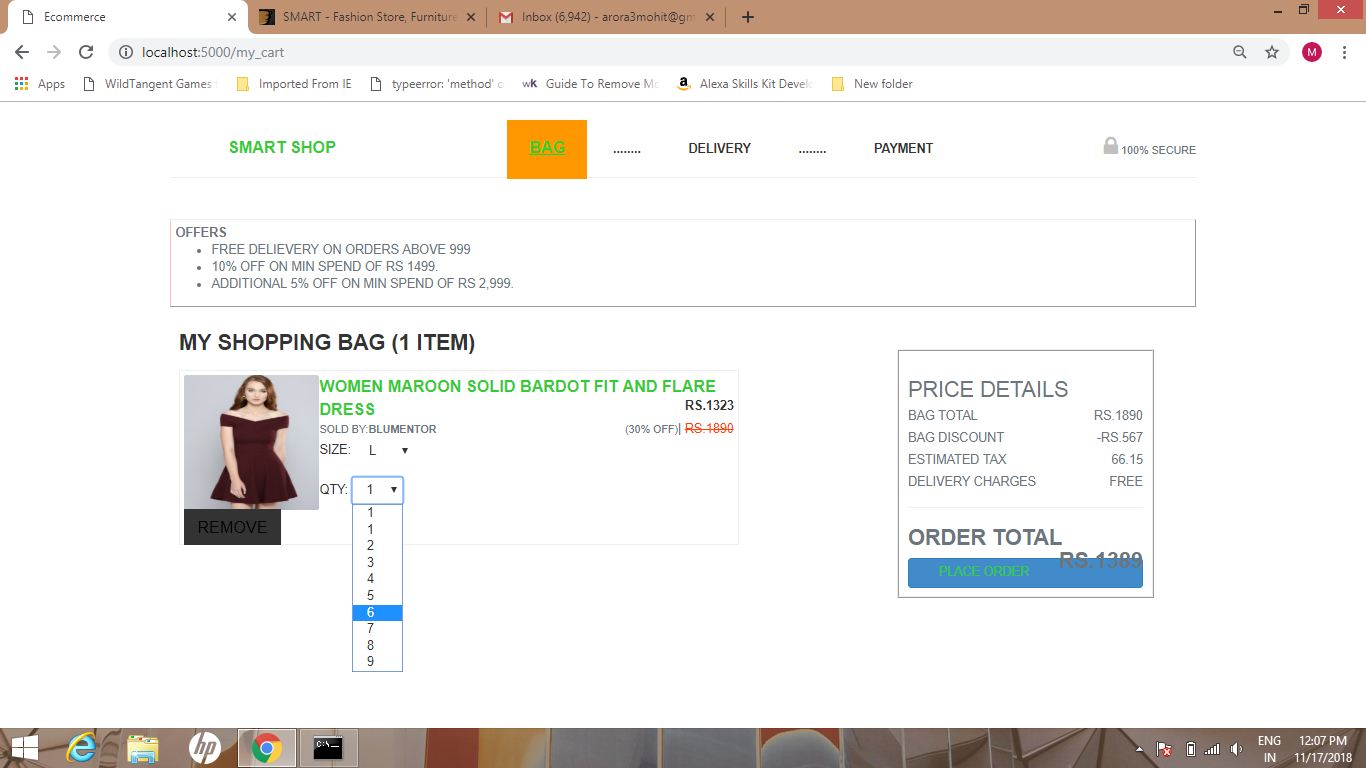 Ecommerce
SMART - Fashion Store, Furniture
Inbox (6,942) - arora3mohit@gm
localhost:5000/my_cart
M
Apps
WildTangent Games
Imported From IE
typeerror: 'method' o
wk Guide To Remove Mo
a Alexa Skills Kit Develo
New folder
SMART SHOP
BAG
........
DELIVERY
........
PAYMENT
100% SECURE
OFFERS
• FREE DELIEVERY ON ORDERS ABOVE 999
• 10% OFF ON MIN SPEND OF RS 1499.
• ADDITIONAL 5% OFF ON MIN SPEND OF RS 2,999.
MY SHOPPING BAG (1 ITEM)
WOMEN MAROON SOLID BARDOT FIT AND FLARE
DRESS
RS.1323
SOLD BY:BLUMENTOR
(30% OFF)| RS.1890
SIZE: L
QTY: 1
1
1
2
3
4
5
6
7
8
9
REMOVE
PRICE DETAILS
BAG TOTAL RS.1890
BAG DISCOUNT -RS.567
ESTIMATED TAX 66.15
DELIVERY CHARGES FREE
ORDER TOTAL
RS.1389
PLACE ORDER
hp
C:\
ENG
IN
12:07 PM
11/17/2018